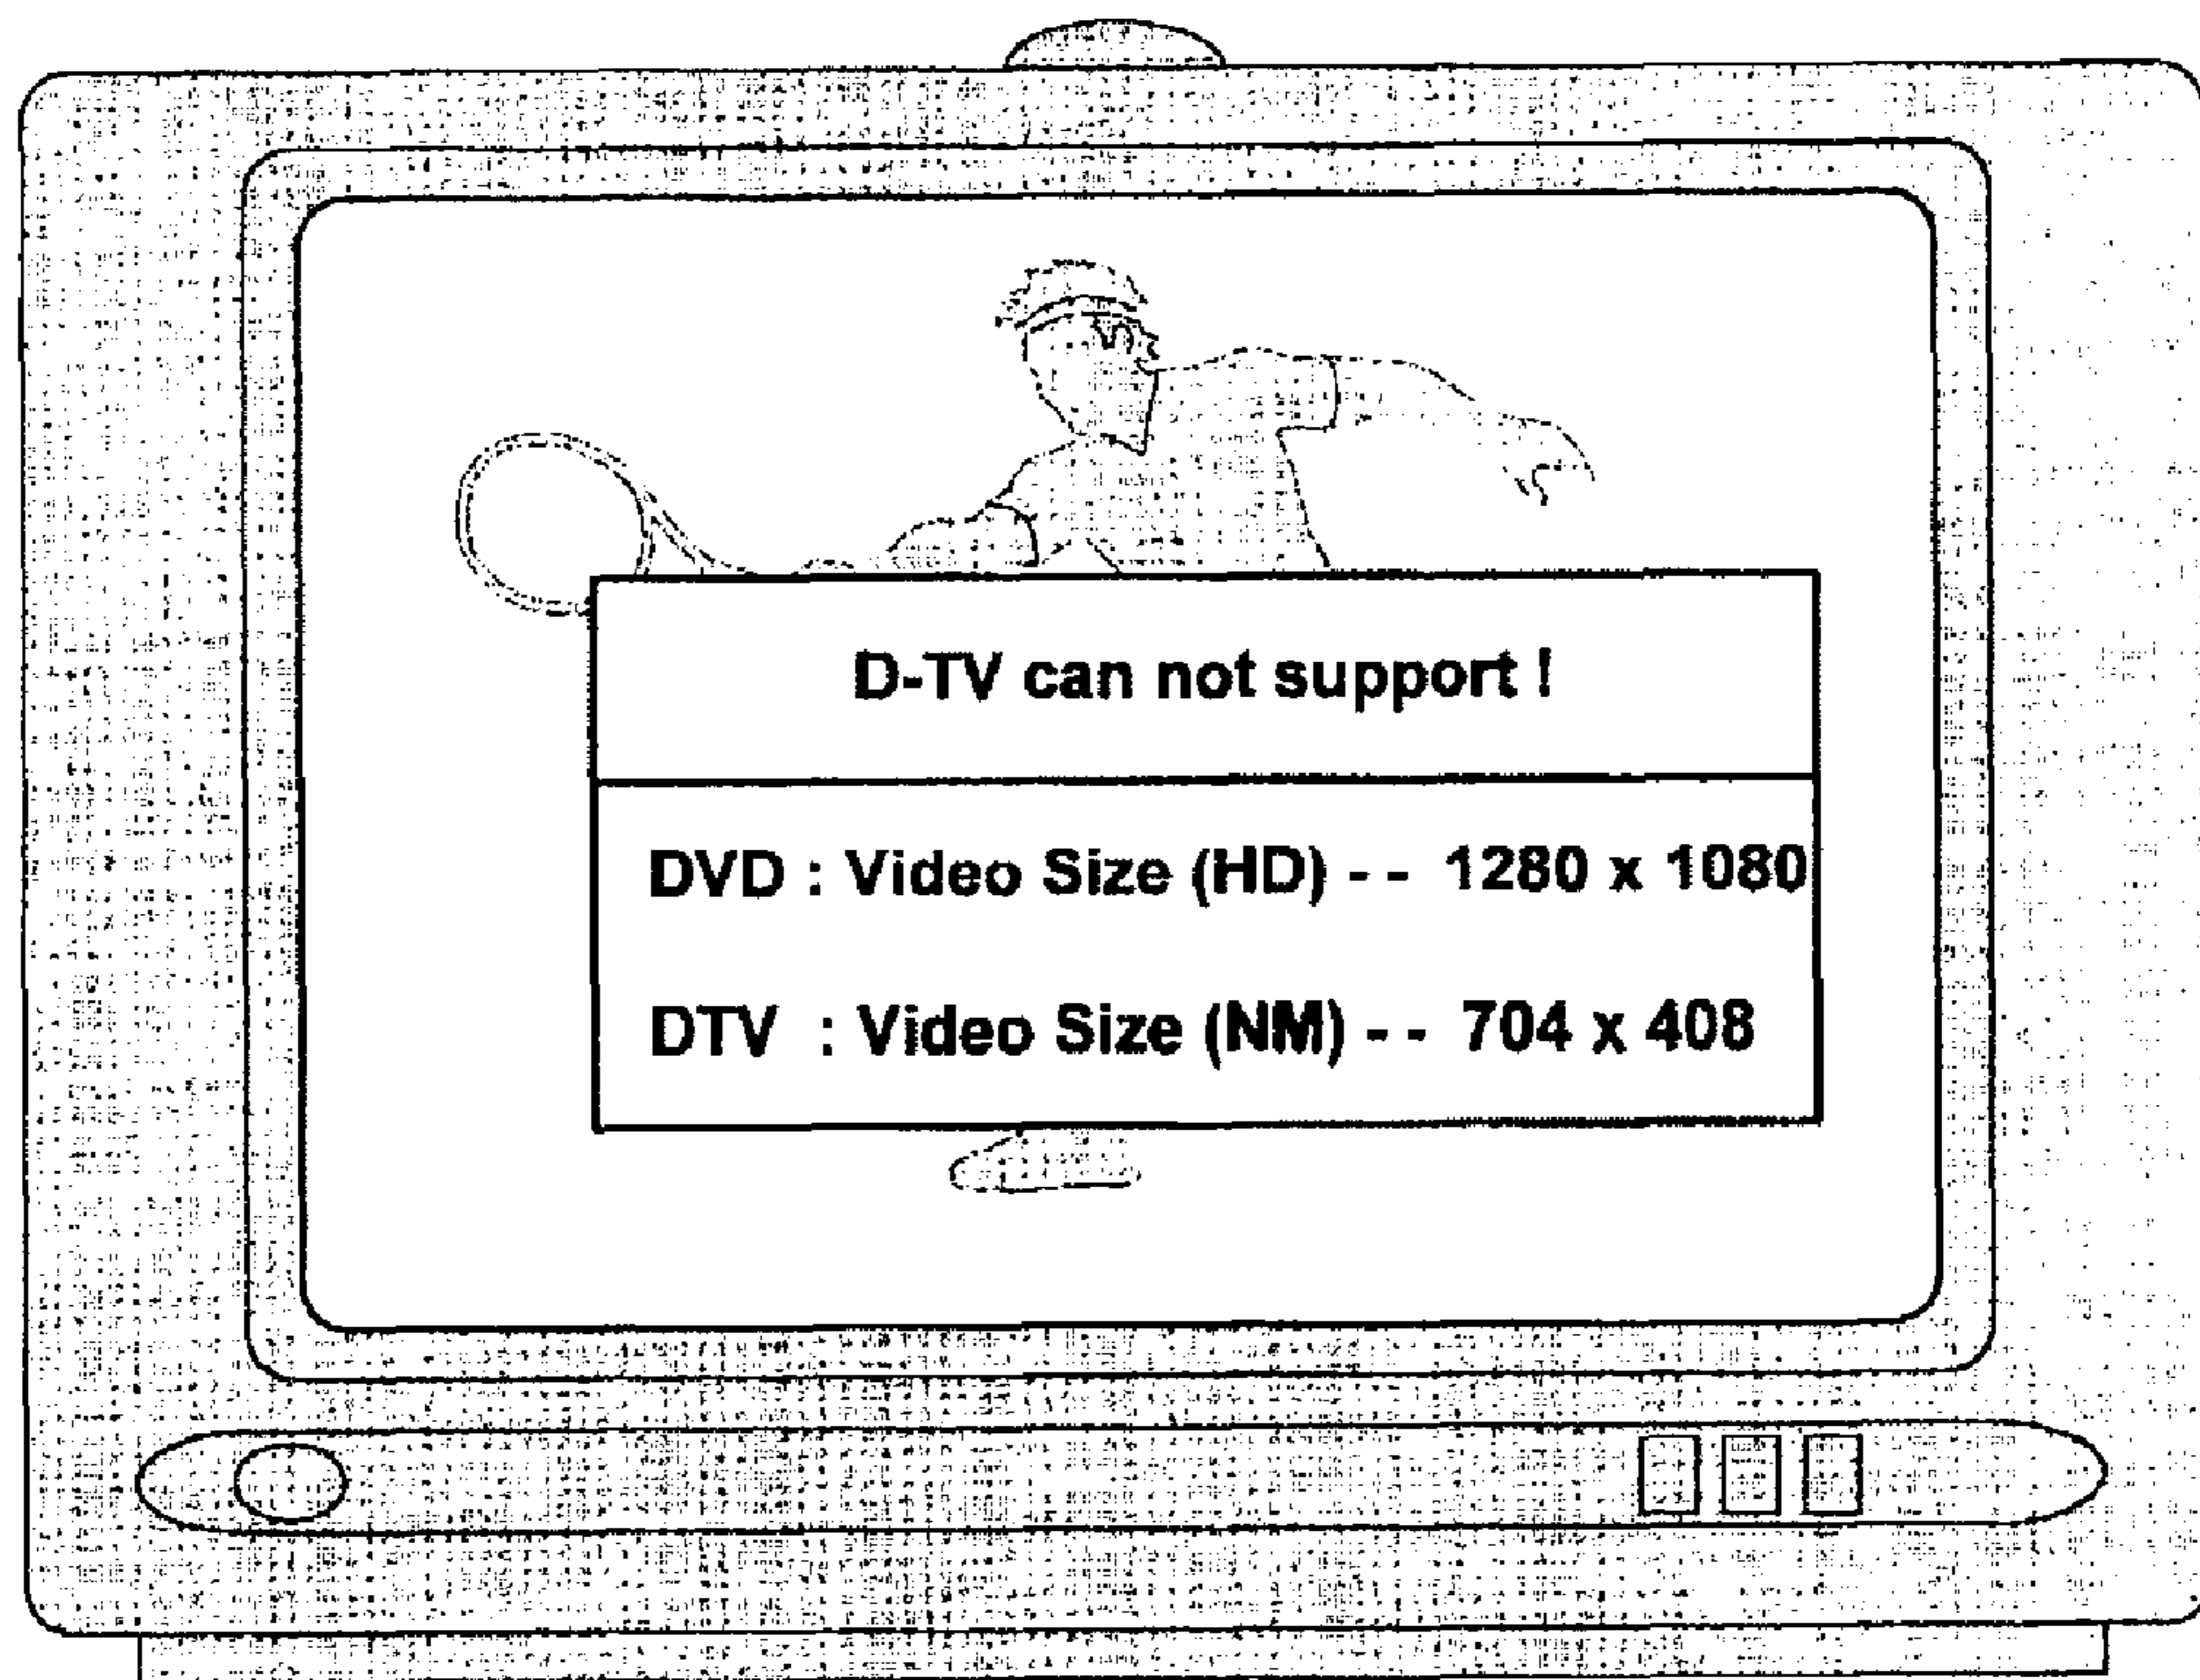 D-TV can not support !
DVD : Video Size (HD) - - 1280 x 1080
DTV : Video Size (NM) - - 704 x 408